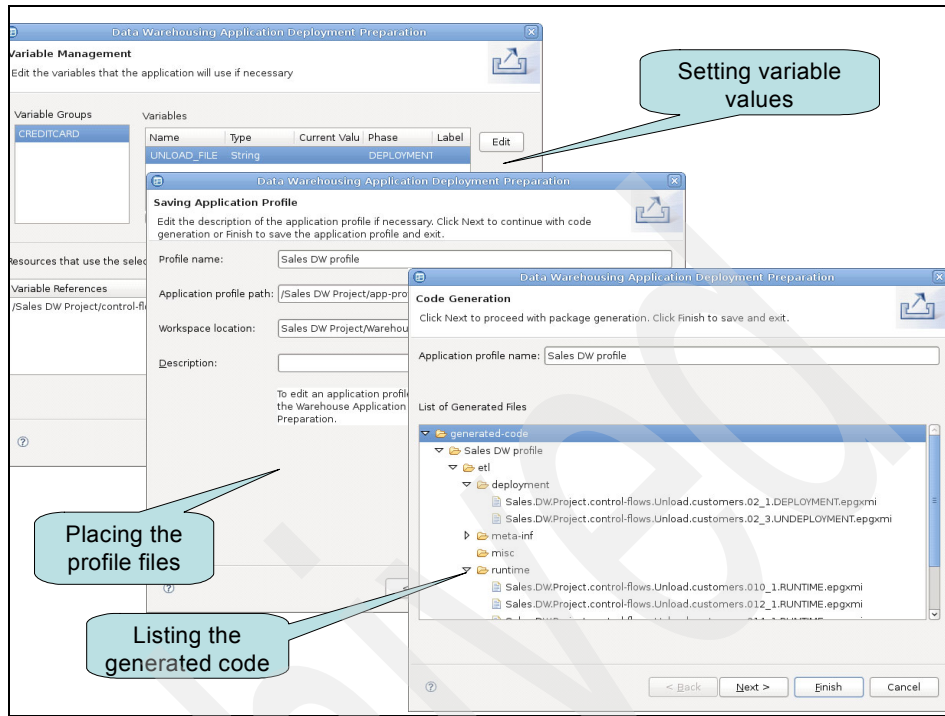 Data Warehousing Application Deployment Preparation
Variable Management
Edit the variables that the application will use if necessary
Setting variable
values
Variable Groups
Variables
CREDITCARD
Name Type Current Valu Phase Label
Edit
UNLOAD_FILE String DEPLOYMENT
Resources that use the selec
Variable References
/Sales DW Project/control-fl
Data Warehousing Application Deployment Preparation
Saving Application Profile
Edit the description of the application profile if necessary. Click Next to continue with code
generation or Finish to save the application profile and exit.
Profile name: Sales DW profile
Application profile path: /Sales DW Project/app-pro
Workspace location: Sales DW Project/Warehou
Description:
To edit an application profile
the Warehouse Application
Preparation.
Placing the
profile files
Data Warehousing Application Deployment Preparation
Code Generation
Click Next to proceed with package generation. Click Finish to save and exit.
Application profile name: Sales DW profile
List of Generated Files
generated-code
Sales DW profile
etl
deployment
Sales.DW.Project.control-flows.Unload.customers.02_1.DEPLOYMENT.epgxmi
Sales.DW.Project.control-flows.Unload.customers.02_3.UNDEPLOYMENT.epgxmi
meta-inf
misc
runtime
Sales.DW.Project.control-flows.Unload.customers.010_1.RUNTIME.epgxmi
Sales.DW.Project.control-flows.Unload.customers.012_1.RUNTIME.epgxmi
Listing the
generated code
< Back Next > Finish Cancel